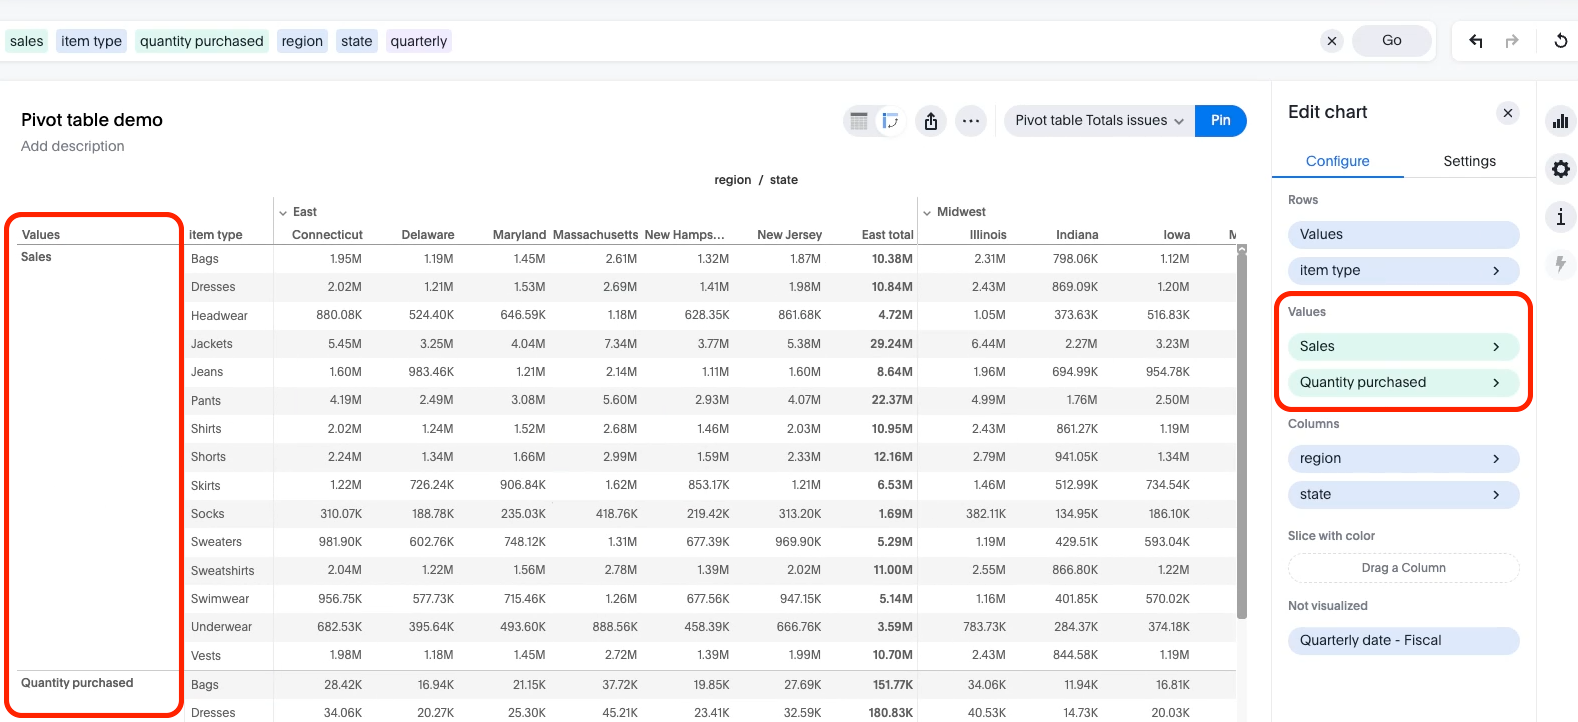 sales item type quantity purchased region state quarterly Go
Pivot table demo
Add description
Pivot table Totals issues Pin
region / state
East Midwest
Values item type Connecticut Delaware Maryland Massachusetts New Hamps... New Jersey East total Illinois Indiana Iowa M
Sales Bags 1.95M 1.19M 1.45M 2.61M 1.32M 1.87M 10.38M 2.31M 798.06K 1.12M
Dresses 2.02M 1.21M 1.53M 2.69M 1.41M 1.98M 10.84M 2.43M 869.09K 1.20M
Headwear 880.08K 524.40K 646.59K 1.18M 628.35K 861.68K 4.72M 1.05M 373.63K 516.83K
Jackets 5.45M 3.25M 4.04M 7.34M 3.77M 5.38M 29.24M 6.44M 2.27M 3.23M
Jeans 1.60M 983.46K 1.21M 2.14M 1.11M 1.60M 8.64M 1.96M 694.99K 954.78K
Pants 4.19M 2.49M 3.08M 5.60M 2.93M 4.07M 22.37M 4.99M 1.76M 2.50M
Shirts 2.02M 1.24M 1.52M 2.68M 1.46M 2.03M 10.95M 2.43M 861.27K 1.19M
Shorts 2.24M 1.34M 1.66M 2.99M 1.59M 2.33M 12.16M 2.79M 941.05K 1.34M
Skirts 1.22M 726.24K 906.84K 1.62M 853.17K 1.21M 6.53M 1.46M 512.99K 734.54K
Socks 310.07K 188.78K 235.03K 418.76K 219.42K 313.20K 1.69M 382.11K 134.95K 186.10K
Sweaters 981.90K 602.76K 748.12K 1.31M 677.39K 969.90K 5.29M 1.19M 429.51K 593.04K
Sweatshirts 2.04M 1.22M 1.56M 2.78M 1.39M 2.02M 11.00M 2.55M 866.80K 1.22M
Swimwear 956.75K 577.73K 715.46K 1.26M 677.56K 947.15K 5.14M 1.16M 401.85K 570.02K
Underwear 682.53K 395.64K 493.60K 888.56K 458.39K 666.76K 3.59M 783.73K 284.37K 374.18K
Vests 1.98M 1.18M 1.45M 2.72M 1.39M 1.99M 10.70M 2.43M 844.58K 1.19M
Quantity purchased Bags 28.42K 16.94K 21.15K 37.72K 19.85K 27.69K 151.77K 34.06K 11.94K 16.81K
Dresses 34.06K 20.27K 25.30K 45.21K 23.41K 32.59K 180.83K 40.53K 14.73K 20.03K
Edit chart
Configure Settings
Rows
Values
item type
Values
Sales
Quantity purchased
Columns
region
state
Slice with color
Drag a Column
Not visualized
Quarterly date - Fiscal